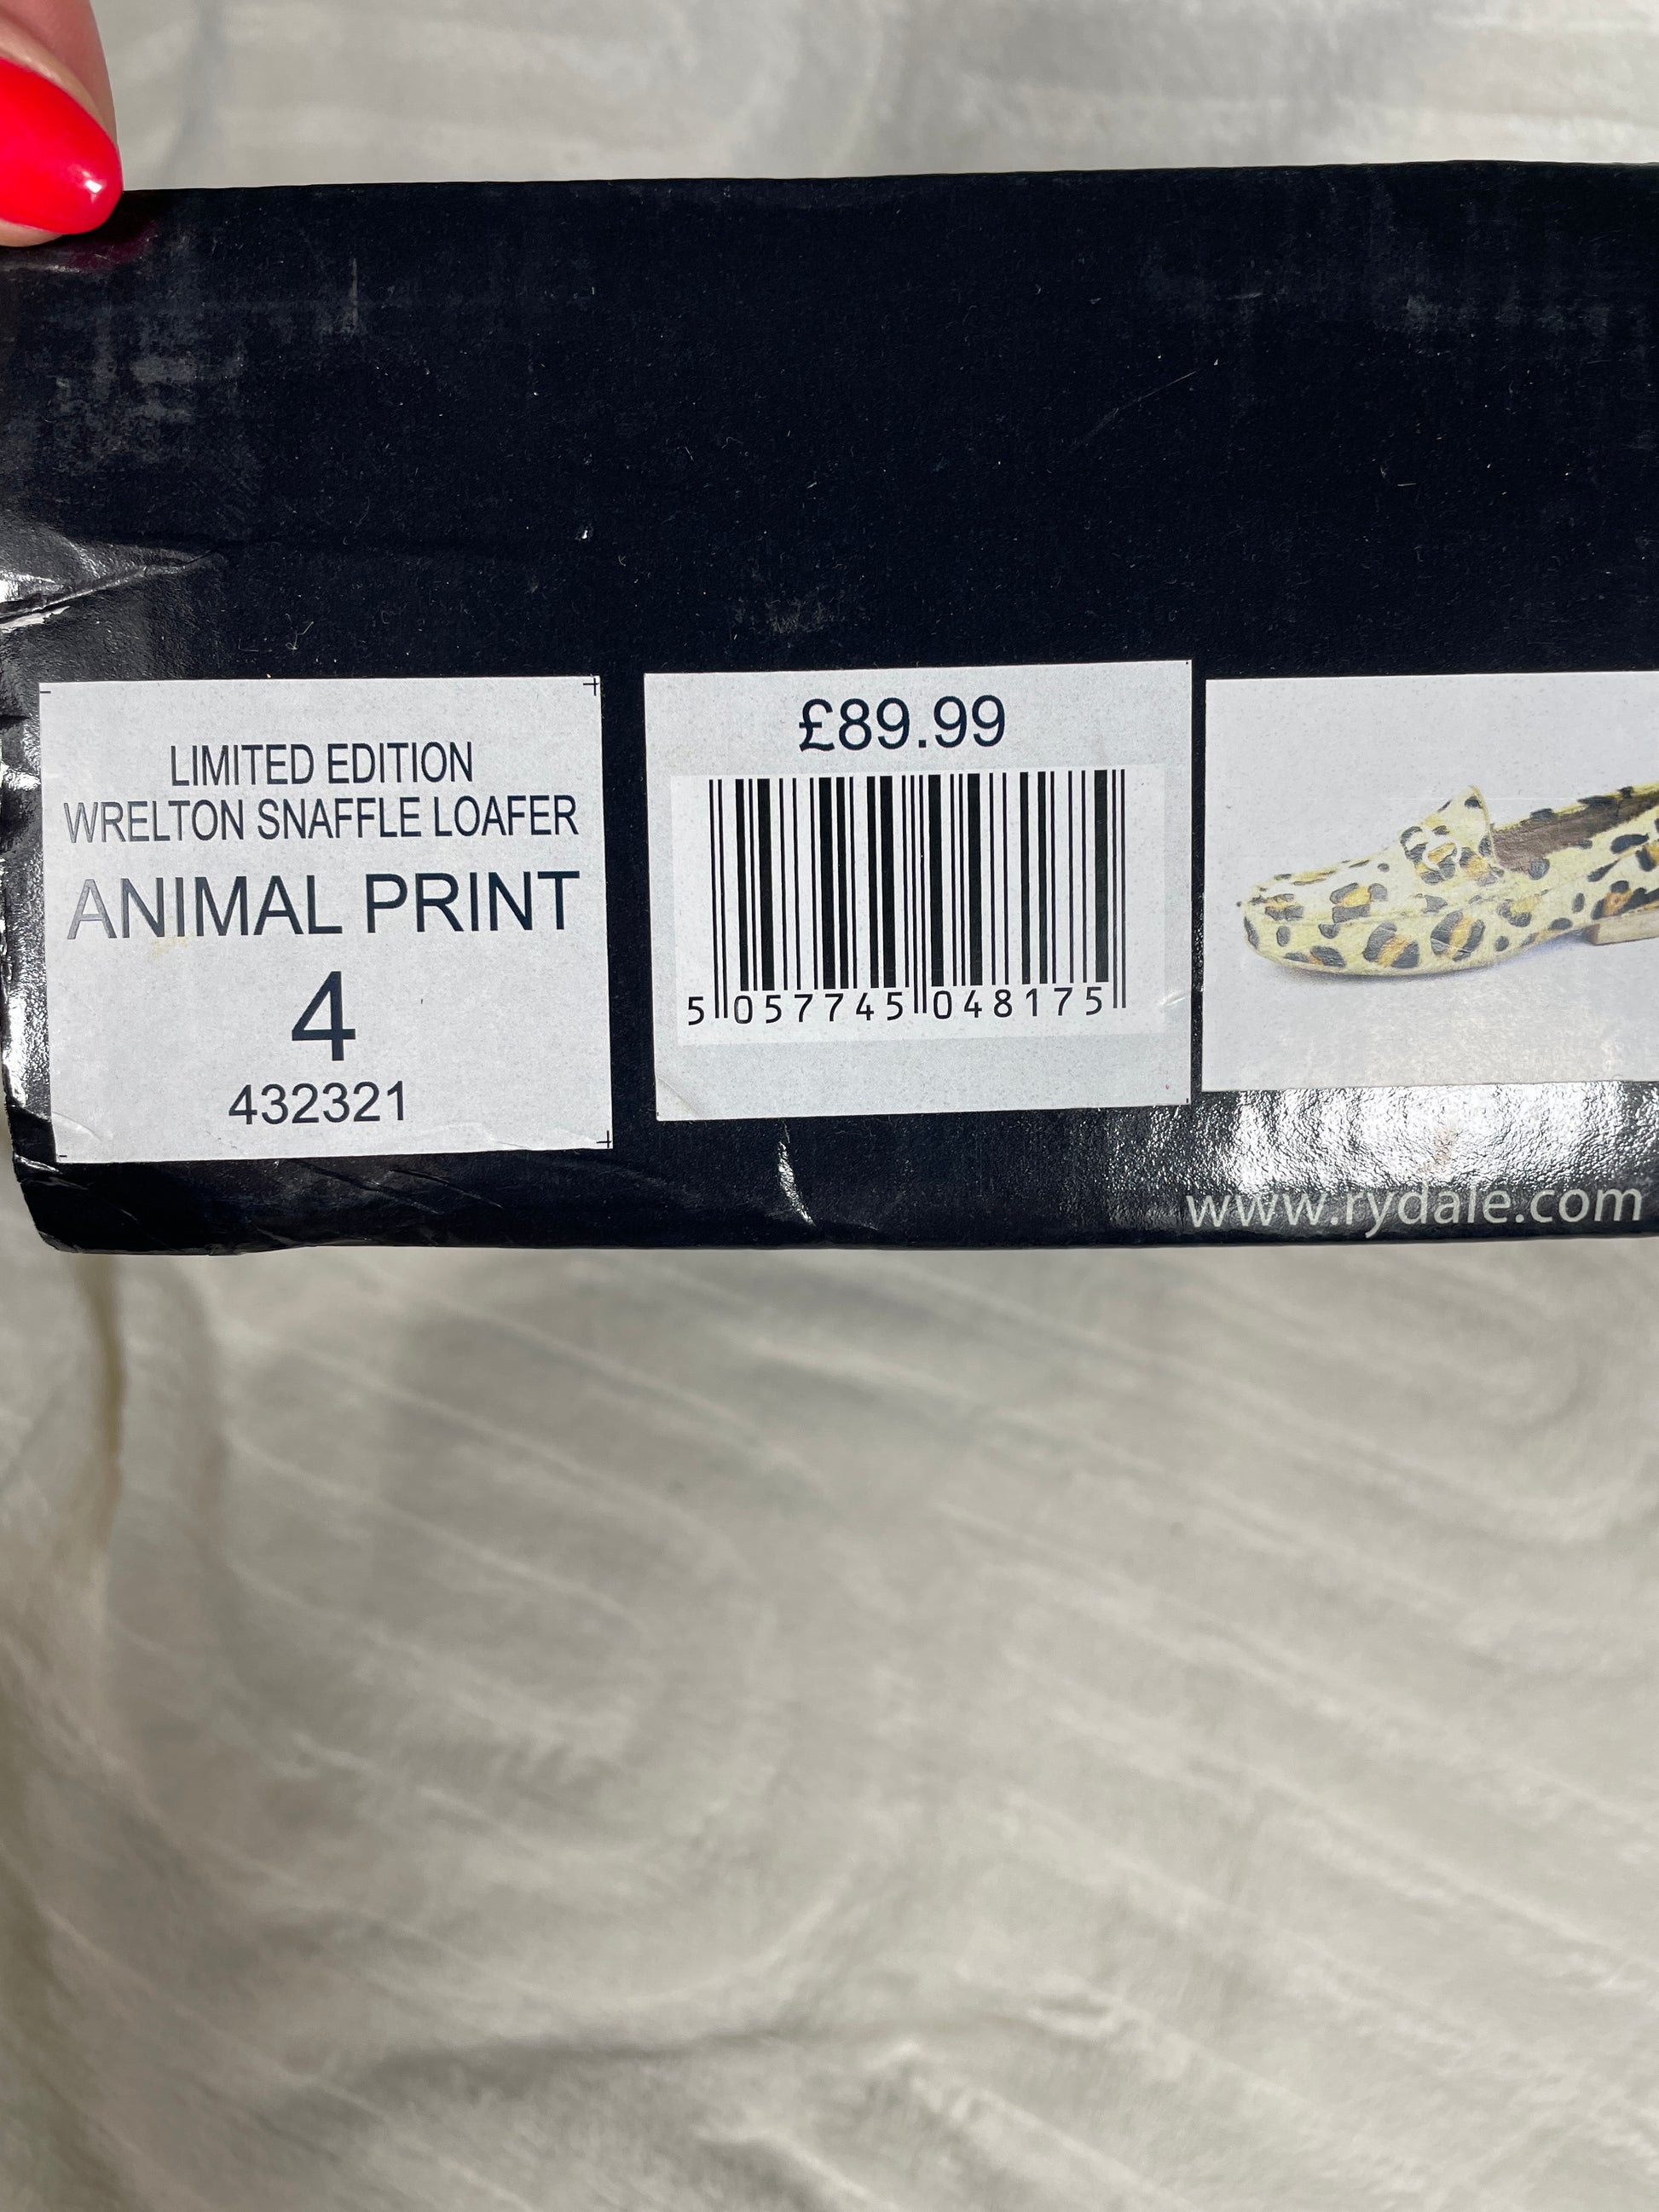 LIMITED EDITION
WRELTON SNAFFLE LOAFER
ANIMAL PRINT
4
432321
£89.99
5 057745 048175
www.rydale.com